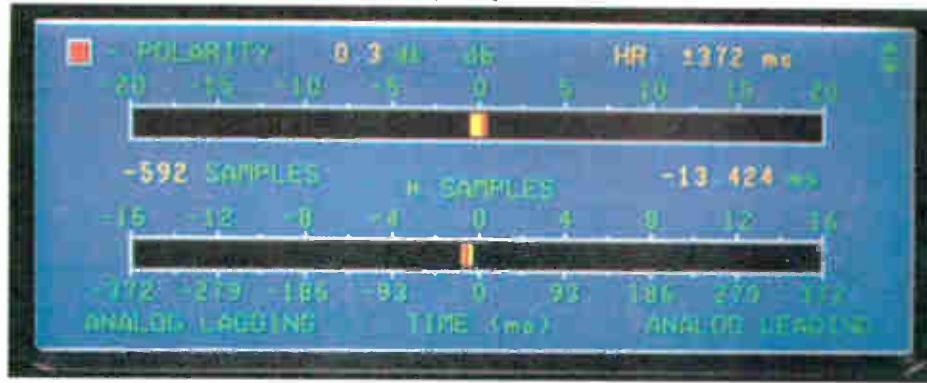 - POLARITY 0.3 db db HR ±372 ms
-20 -15 -10 -5 0 5 10 15 20
-592 SAMPLES K SAMPLES -13.424 ms
-16 -12 -8 -4 0 4 8 12 16
-372 -279 -186 -93 0 93 186 279 372
ANALOG LAGGING TIME (ms) ANALOG LEADING